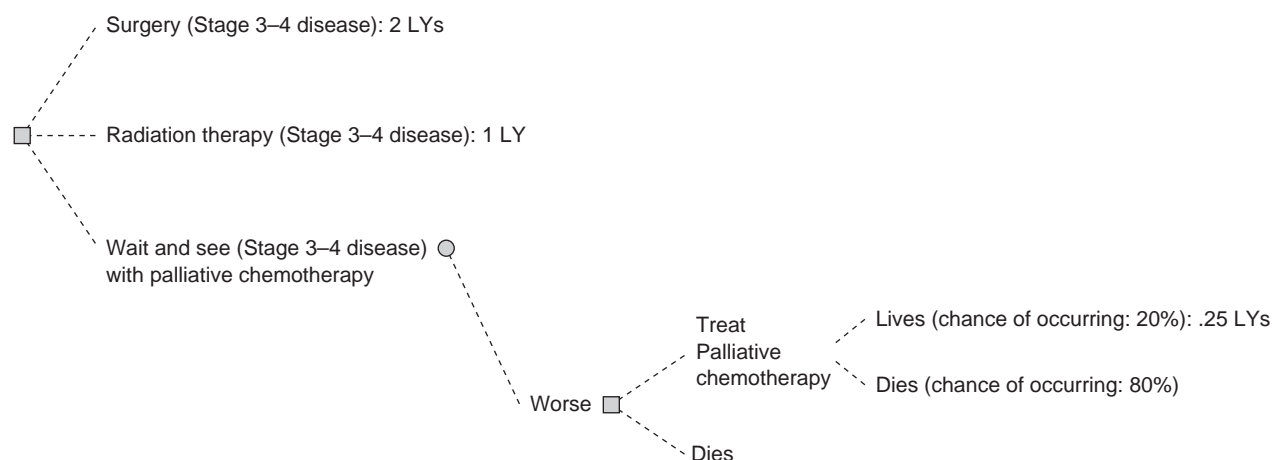 Surgery (Stage 3–4 disease): 2 LYs
Radiation therapy (Stage 3–4 disease): 1 LY
Wait and see (Stage 3–4 disease)
with palliative chemotherapy
Treat
Palliative
chemotherapy
Lives (chance of occurring: 20%): .25 LYs
Dies (chance of occurring: 80%)
Worse
Dies